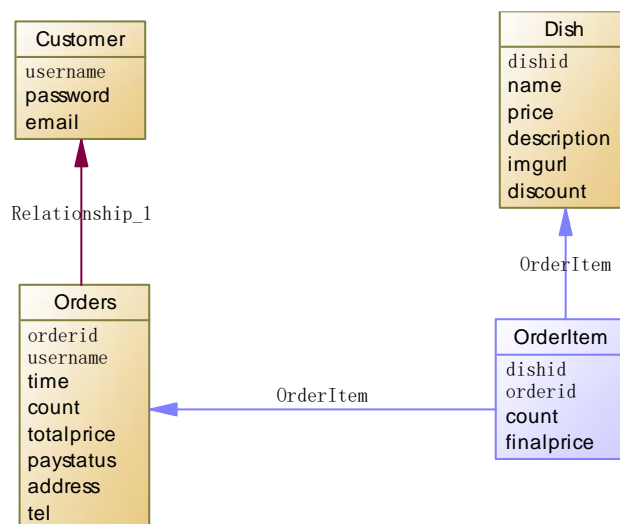 Customer
username
password
email
Dish
dishid
name
price
description
imgurl
discount
Relationship_1
OrderItem
Orders
orderid
username
time
count
totalprice
paystatus
address
tel
OrderItem
OrderItem
dishid
orderid
count
finalprice